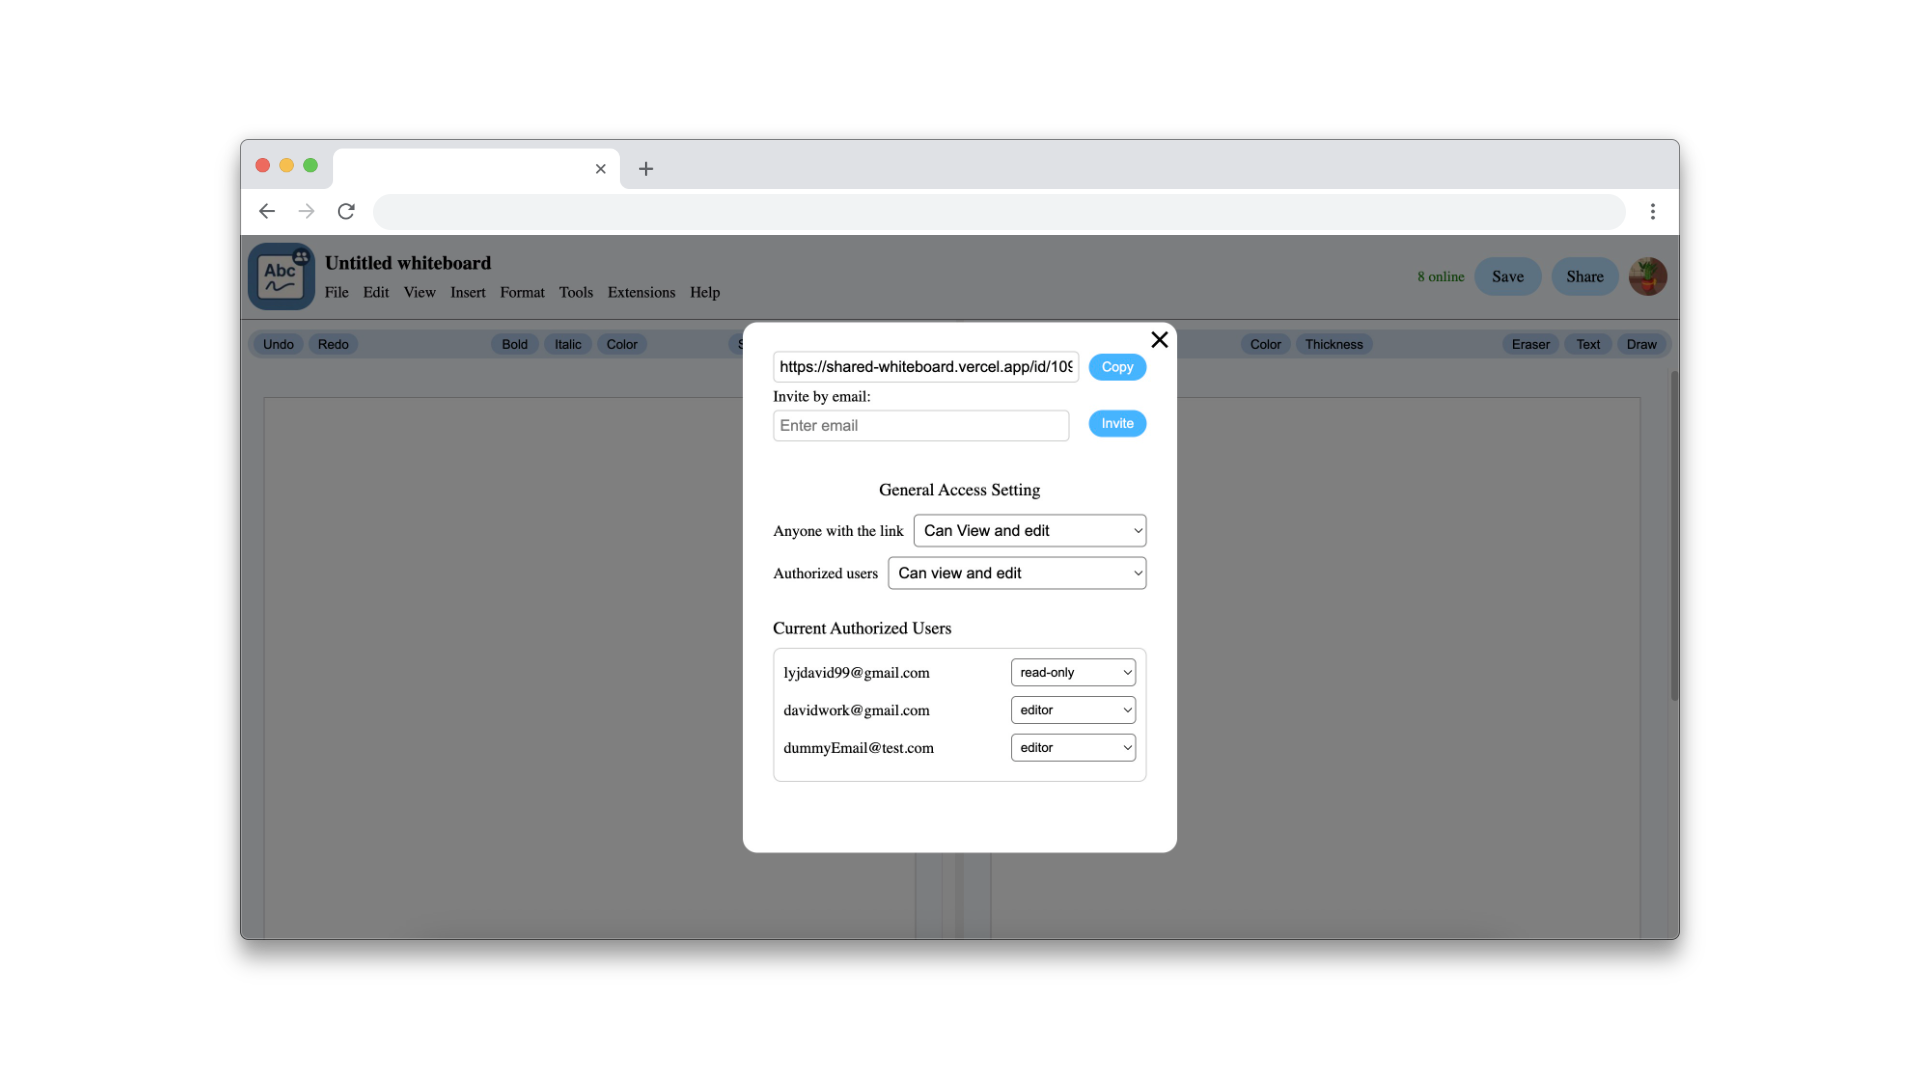 Abc
Untitled whiteboard
File Edit View Insert Format Tools Extensions Help
8 online Save Share
Undo Redo Bold Italic Color Color Thickness Eraser Text Draw
https://shared-whiteboard.vercel.app/id/109 Copy
Invite by email:
Enter email Invite
General Access Setting
Anyone with the link Can View and edit
Authorized users Can view and edit
Current Authorized Users
lyjdavid99@gmail.com read-only
davidwork@gmail.com editor
dummyEmail@test.com editor